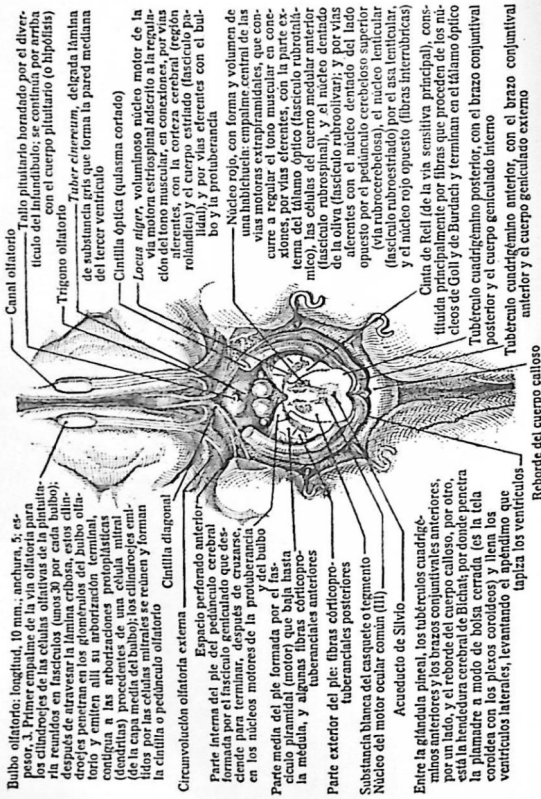 Bulbo olfatorio: longitud, 10 mm.; anchura, 5; es-
pesor, 3. Primer empalme de la vía olfatoria para
los cilindroejes de las células olfatorias de la pituita-
ria reunidos en fascículos (unos 30 por cada bulbo);
después de atravesar la lámina cribosa, estos cilin-
droejes penetran en los glomérulos del bulbo olfa-
torio y emiten allí su arborización terminal,
contigua a las arborizaciones protoplásticas
(dendritas) procedentes de una célula mitral
(de la capa media del bulbo); los cilindroejes emi-
tidos por las células mitrales se reúnen y forman
la cintilla o pedúnculo olfatorio
Cintilla diagonal
Circunvolución olfatoria externa
Espacio perforado anterior
Parte interna del pie del pedúnculo cerebral
formada por el fascículo geniculado que des-
ciende para terminar, después de cruzarse,
en los núcleos motores de la protuberancia
y del bulbo
Parte media del pie formada por el fas-
cículo piramidal (motor) que baja hasta
la médula, y algunas fibras córticopro-
tuberanciales anteriores
Parte exterior del pie: fibras córticopro-
tuberanciales posteriores
Substancia blanca del casquete o tegmento
Núcleo del motor ocular común (III)
Acueducto de Silvio
Entre la glándula pineal, los tubérculos cuadrigé-
minos anteriores y los brazos conjuntivales anteriores,
por un lado, y el reborde del cuerpo calloso, por otro,
está la hendedura cerebral de Bichat; por donde penetra
la piamadre a modo de bolsa cerrada (es la tela
coroidea con los plexos coroideos) y llena los
ventrículos laterales, levantando el epéndimo que
tapiza los ventrículos
Reborde del cuerpo calloso
Canal olfatorio
Tallo pituitario horadado por el diver-
tículo del infundíbulo; se continúa por arriba
con el cuerpo pituitario (o hipófisis)
Trígono olfatorio
Tuber cinereum, delgada lámina
de substancia gris que forma la pared mediana
del tercer ventrículo
Cintilla óptica (quiasma cortado)
Locus niger, voluminoso núcleo motor de la
vía motora estrioespinal adscrito a la regula-
ción del tono muscular, en conexiones, por vías
aferentes, con la corteza cerebral (región
rolándica) y el cuerpo estriado (fascículo pa-
lidal), y por vías eferentes con el bul-
bo y la protuberancia
Núcleo rojo, con forma y volumen de
una habichuela: empalme central de las
vías motoras extrapiramidales, que con-
curre a regular el tono muscular en cone-
xiones, por vías eferentes, con la parte ex-
terna del tálamo óptico (fascículo rubrotalá-
mico), las células del cuerno medular anterior
(fascículo rubrospinal), y el núcleo dentado
de la oliva (fascículo rubroolivar); y por vías
aferentes con el núcleo dentado del lado
opuesto por el pedúnculo cerebeloso superior
(vía rubrocerebelosa), el núcleo lenticular
(fascículo rubroestriado) por el asa lenticular,
y el núcleo rojo opuesto (fibras interrúbricas)
Cinta de Reil (de la vía sensitiva principal), cons-
tituida principalmente por fibras que proceden de los nú-
cleos de Goll y de Burdach y terminan en el tálamo óptico
Tubérculo cuadrigémino posterior, con el brazo conjuntival
posterior y el cuerpo geniculado interno
Tubérculo cuadrigémino anterior, con el brazo conjuntival
anterior y el cuerpo geniculado externo